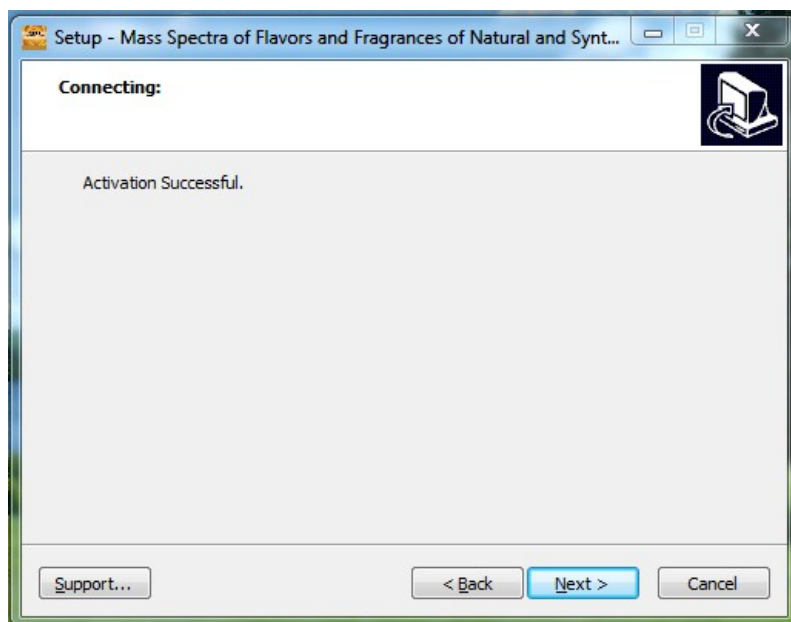 Setup - Mass Spectra of Flavors and Fragrances of Natural and Synt...
Connecting:
Activation Successful.
Support...
< Back
Next >
Cancel